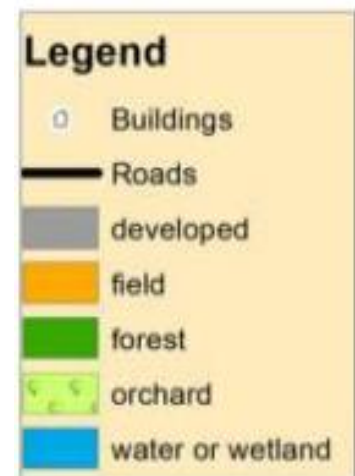 Legend
Buildings
Roads
developed
field
forest
orchard
water or wetland